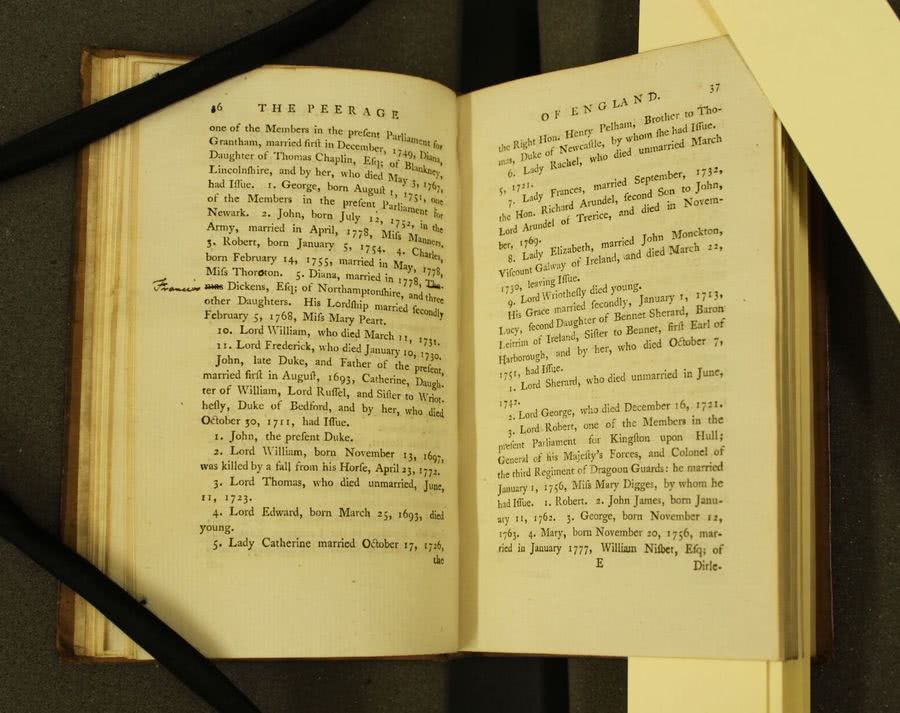 36 THE PEERAGE
one of the Members in the preſent Parliament for
Grantham, married firſt in December, 1749, Diana,
Daughter of Thomas Chaplin, Eſq; of Blankney,
Lincolnſhire, and by her, who died May 3, 1767,
had Iſſue. 1. George, born Auguſt 1, 1751, one
of the Members in the preſent Parliament for
Newark. 2. John, born July 12, 1752, in the
Army, married in April, 1778, Miſs Manners.
3. Robert, born January 5, 1754. 4. Charles,
born February 14, 1755, married in May, 1778,
Miſs Thoroton. 5. Diana, married in 1778, Tho-
Francis mas Dickens, Eſq; of Northamptonſhire, and three
other Daughters. His Lordſhip married ſecondly
February 5, 1768, Miſs Mary Peart.
10. Lord William, who died March 11, 1731.
11. Lord Frederick, who died January 10, 1730.
John, late Duke, and Father of the preſent,
married firſt in Auguſt, 1693, Catherine, Daugh-
ter of William, Lord Ruſſel, and Siſter to Wriot-
heſly, Duke of Bedford, and by her, who died
October 30, 1711, had Iſſue.
1. John, the preſent Duke.
2. Lord William, born November 13, 1697,
was killed by a fall from his Horſe, April 23, 1772.
3. Lord Thomas, who died unmarried, June,
11, 1723.
4. Lord Edward, born March 25, 1693, died
young.
5. Lady Catherine married October 17, 1726,
the
OF ENGLAND. 37
the Right Hon. Henry Pelham, Brother to Tho-
mas, Duke of Newcaſtle, by whom ſhe had Iſſue.
6. Lady Rachel, who died unmarried March
5, 1721.
7. Lady Frances, married September, 1732,
the Hon. Richard Arundel, ſecond Son to John,
Lord Arundel of Trerice, and died in Novem-
ber, 1769.
8. Lady Elizabeth, married John Monckton,
Viſcount Galway of Ireland, and died March 22,
1730, leaving Iſſue.
9. Lord Wriotheſly died young.
His Grace married ſecondly, January 1, 1713,
Lucy, ſecond Daughter of Bennet Sherard, Baron
Leitrim of Ireland, Siſter to Bennet, firſt Earl of
Harborough, and by her, who died October 7,
1751, had Iſſue.
1. Lord Sherard, who died unmarried in June,
1742.
2. Lord George, who died December 16, 1721.
3. Lord Robert, one of the Members in the
preſent Parliament for Kingſton upon Hull;
General of his Majeſty's Forces, and Colonel of
the third Regiment of Dragoon Guards: he married
January 1, 1756, Miſs Mary Digges, by whom he
had Iſſue. 1. Robert. 2. John James, born Janu-
ary 11, 1762. 3. George, born November 12,
1763. 4. Mary, born November 20, 1756, mar-
ried in January 1777, William Niſbet, Eſq; of
E Dirle-